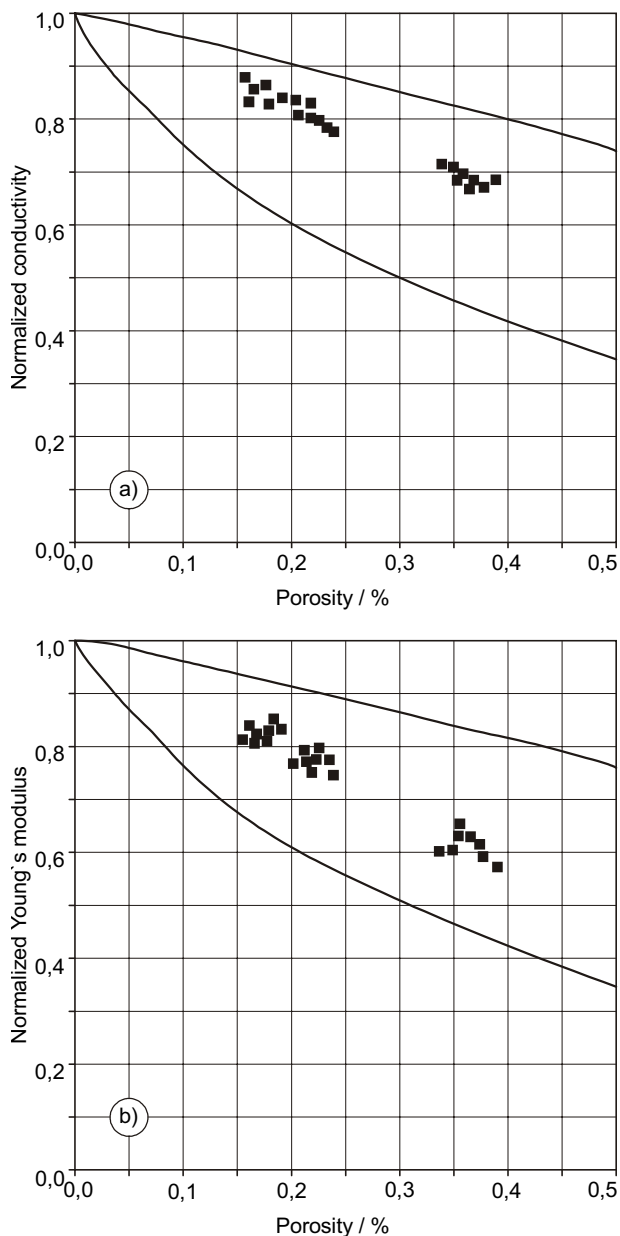 1,0
0,8
0,6
0,4
0,2
0,0
Normalized conductivity
a)
0,0 0,1 0,2 0,3 0,4 0,5
Porosity / %
1,0
0,8
0,6
0,4
0,2
0,0
Normalized Young`s modulus
b)
0,0 0,1 0,2 0,3 0,4 0,5
Porosity / %